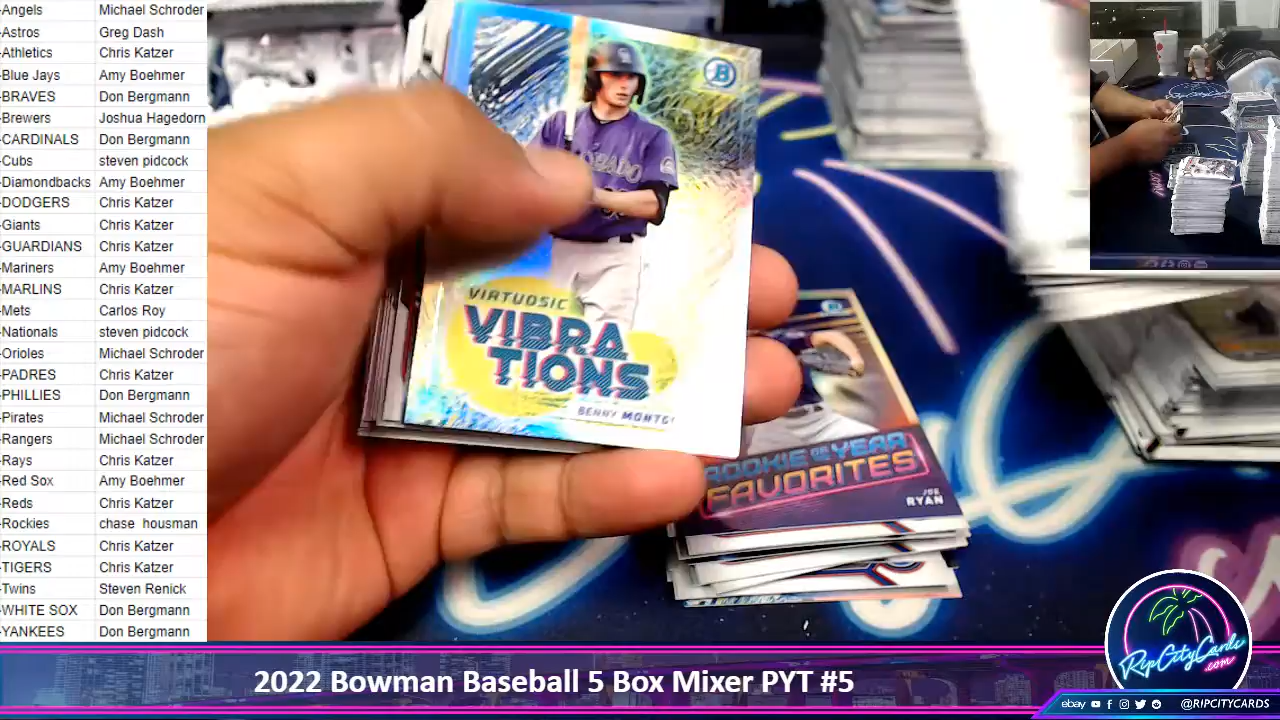 -Angels Michael Schroder
-Astros Greg Dash
-Athletics Chris Katzer
-Blue Jays Amy Boehmer
-BRAVES Don Bergmann
-Brewers Joshua Hagedorn
-CARDINALS Don Bergmann
-Cubs steven pidcock
-Diamondbacks Amy Boehmer
-DODGERS Chris Katzer
-Giants Chris Katzer
-GUARDIANS Chris Katzer
-Mariners Amy Boehmer
-MARLINS Chris Katzer
-Mets Carlos Roy
-Nationals steven pidcock
-Orioles Michael Schroder
-PADRES Chris Katzer
-PHILLIES Don Bergmann
-Pirates Michael Schroder
-Rangers Michael Schroder
-Rays Chris Katzer
-Red Sox Amy Boehmer
-Reds Chris Katzer
-Rockies chase housman
-ROYALS Chris Katzer
-TIGERS Chris Katzer
-Twins Steven Renick
-WHITE SOX Don Bergmann
-YANKEES Don Bergmann
B
VIRTUOSIC
VIBRA
TIONS
BENNY MONTG
ROOKIE OF THE YEAR
FAVORITES
JOE
RYAN
2022 Bowman Baseball 5 Box Mixer PYT #5
RipCityCards
.com
ebay @RIPCITYCARDS